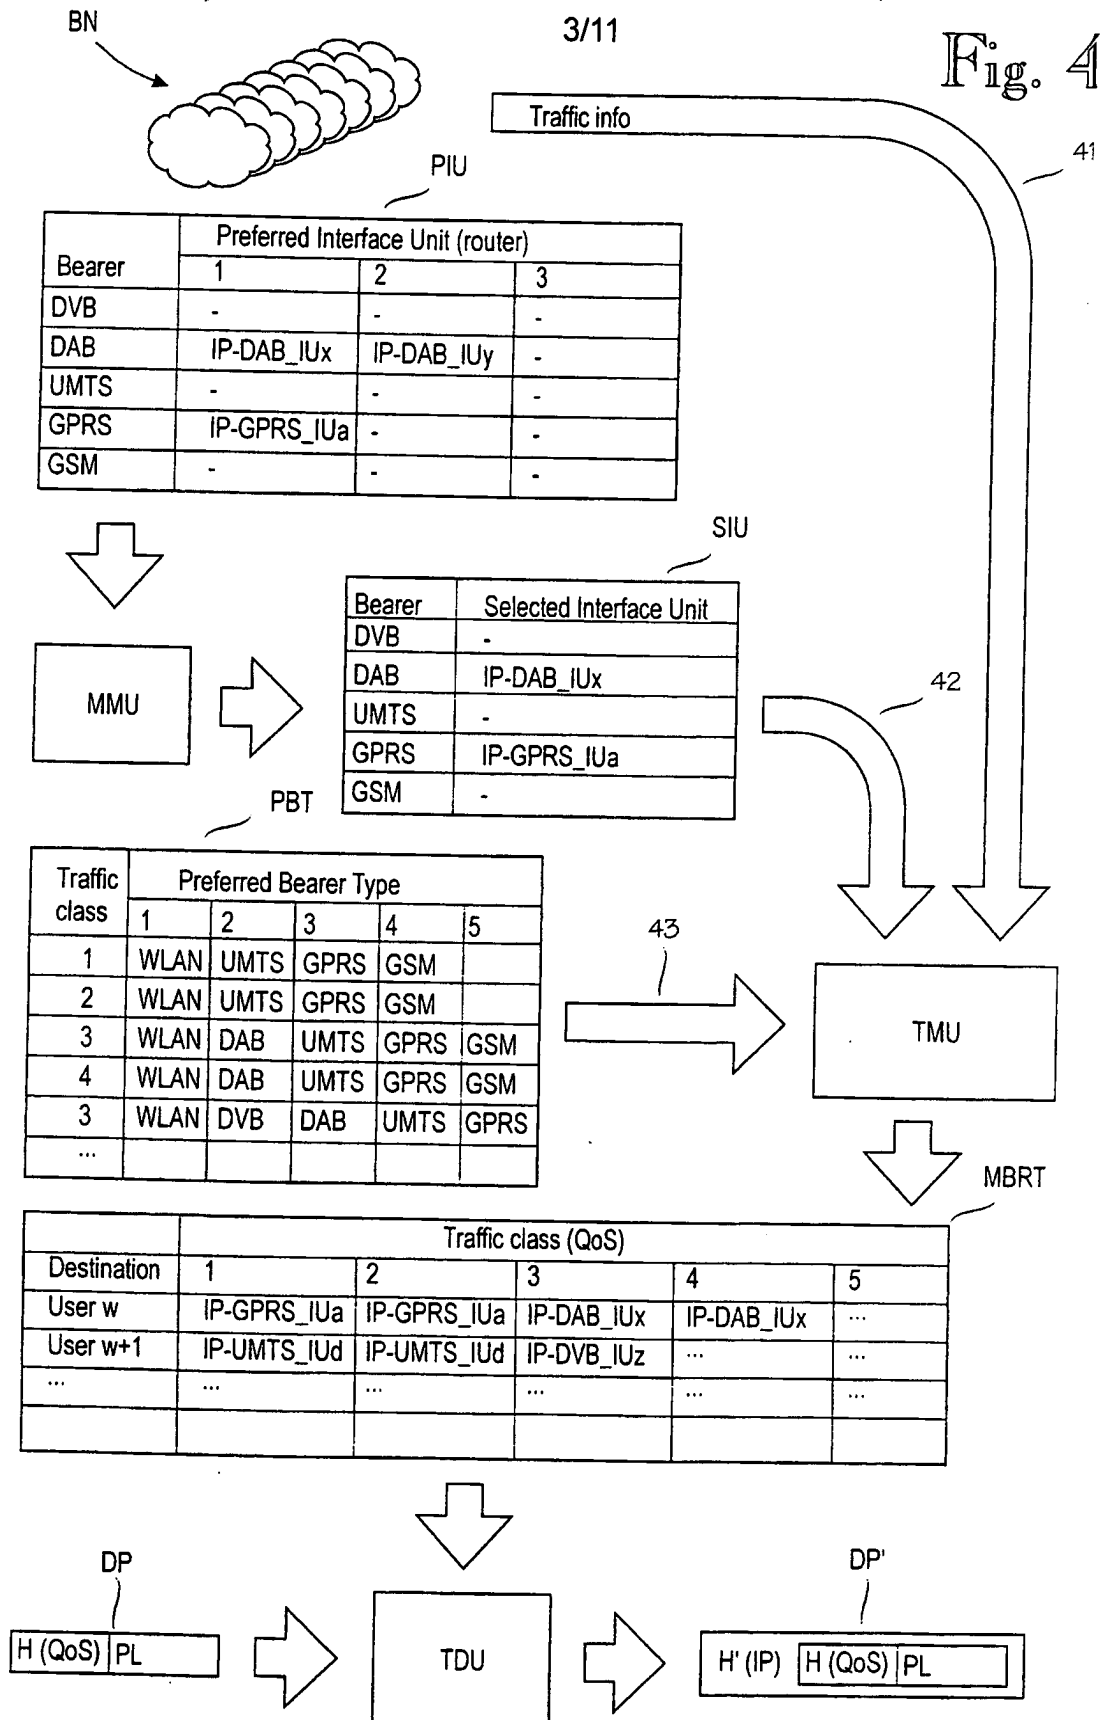 BN
3/11
Fig. 4
Traffic info
41
PIU
Preferred Interface Unit (router)
Bearer 1 2 3
DVB - - -
DAB IP-DAB_IUx IP-DAB_IUy -
UMTS - - -
GPRS IP-GPRS_IUa - -
GSM - - -
SIU
Bearer Selected Interface Unit
DVB -
DAB IP-DAB_IUx
UMTS -
GPRS IP-GPRS_IUa
GSM -
MMU
42
PBT
Traffic class Preferred Bearer Type
1 2 3 4 5
1 WLAN UMTS GPRS GSM
2 WLAN UMTS GPRS GSM
3 WLAN DAB UMTS GPRS GSM
4 WLAN DAB UMTS GPRS GSM
3 WLAN DVB DAB UMTS GPRS
...
43
TMU
MBRT
Traffic class (QoS)
Destination 1 2 3 4 5
User w IP-GPRS_IUa IP-GPRS_IUa IP-DAB_IUx IP-DAB_IUx ...
User w+1 IP-UMTS_IUd IP-UMTS_IUd IP-DVB_IUz ... ...
... ... ... ... ... ...
DP
DP'
H (QoS) PL
TDU
H' (IP) H (QoS) PL